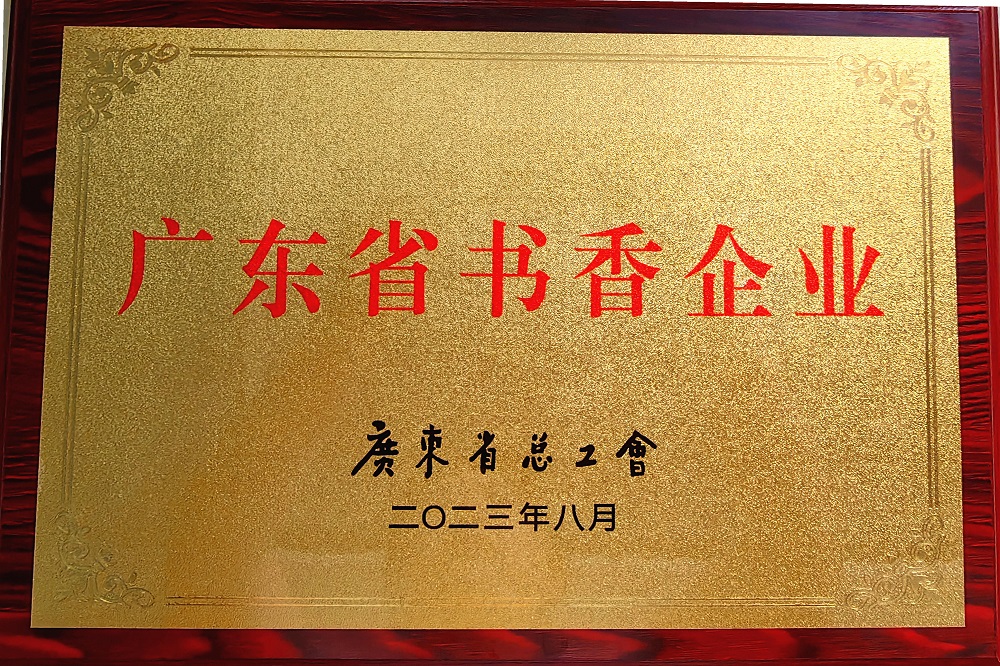 广东省书香企业
廣東省总工會
二〇二三年八月